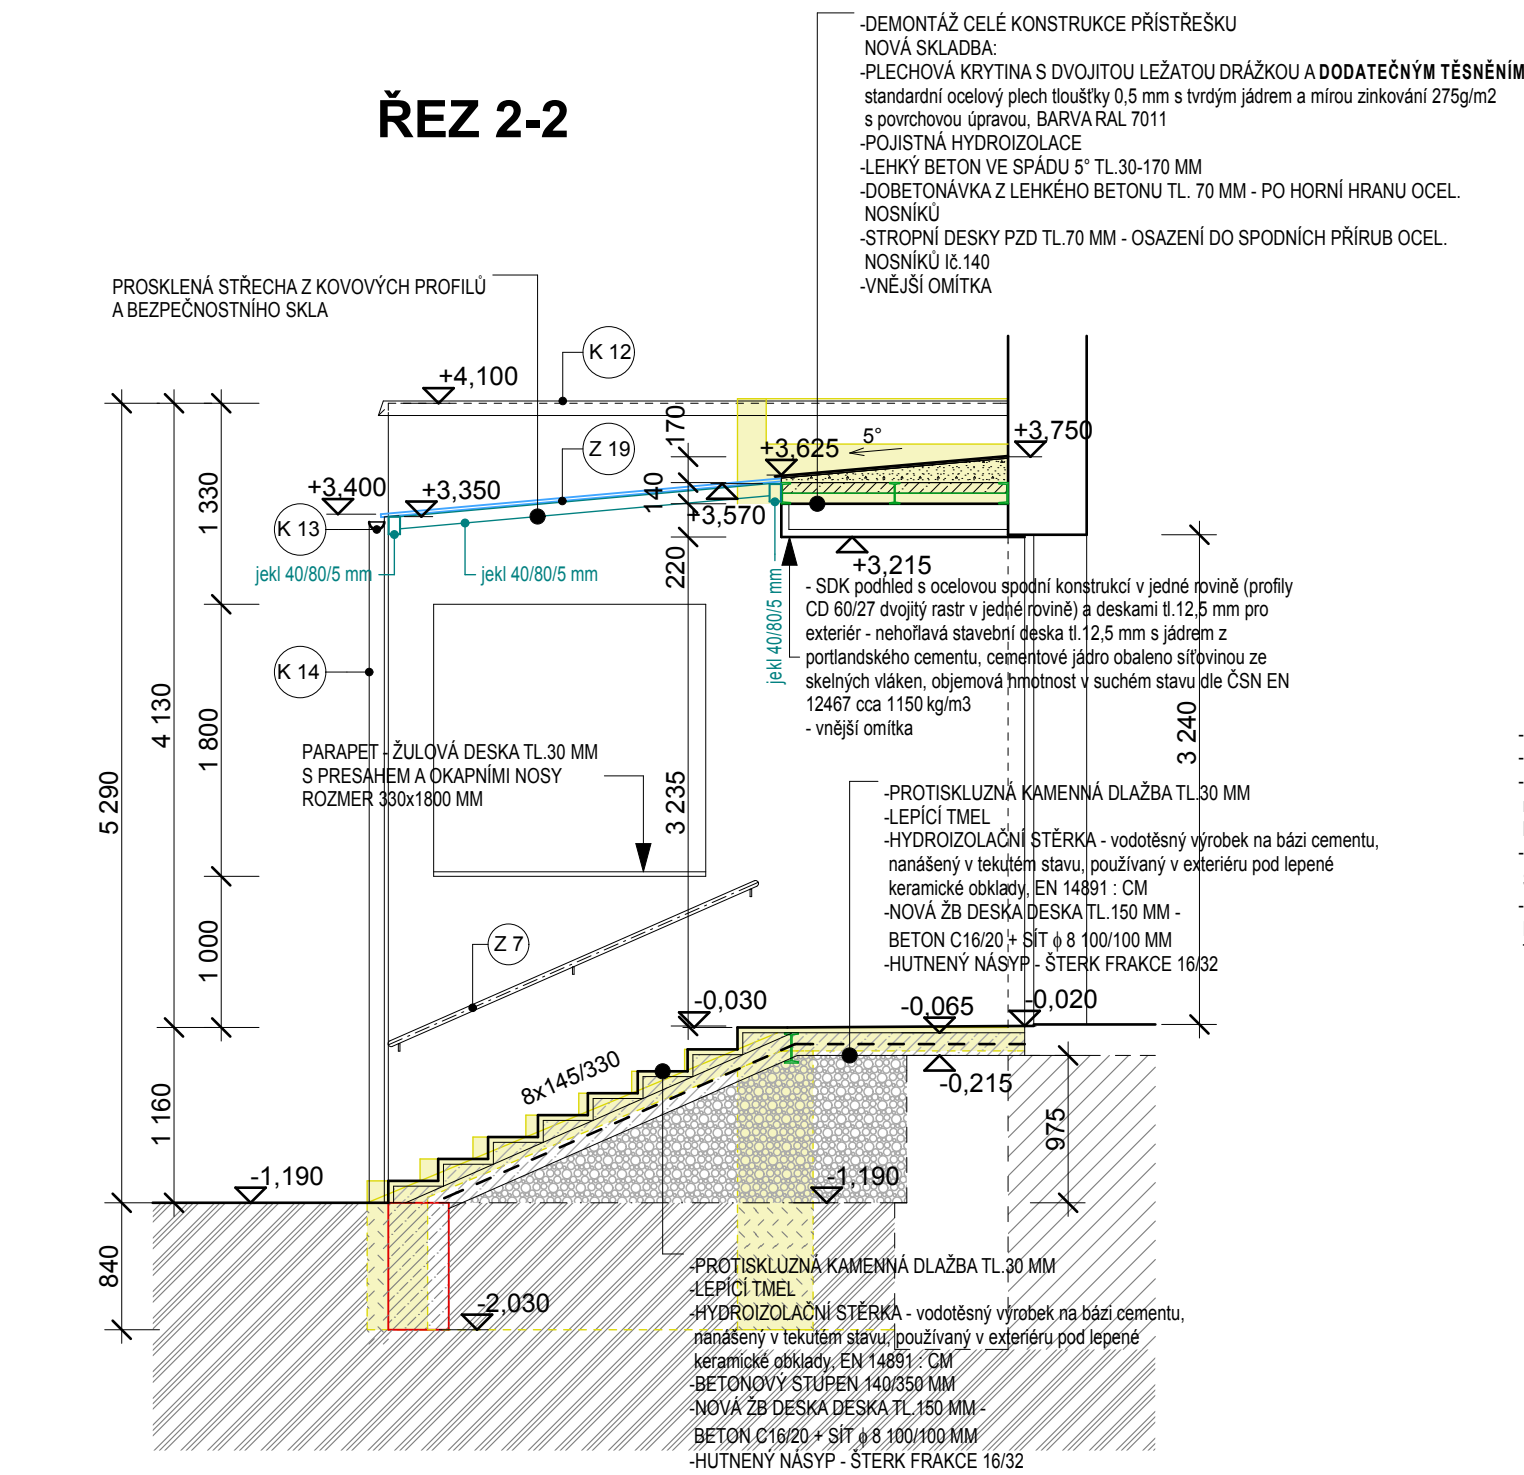 -DEMONTÁŽ CELÉ KONSTRUKCE PŘÍSTŘEŠKU
NOVÁ SKLADBA:
-PLECHOVÁ KRYTINA S DVOJITOU LEŽATOU DRÁŽKOU A DODATEČNÝM TĚSNĚNÍM
standardní ocelový plech tloušťky 0,5 mm s tvrdým jádrem a mírou zinkování 275g/m2
s povrchovou úpravou, BARVA RAL 7011
-POJISTNÁ HYDROIZOLACE
-LEHKÝ BETON VE SPÁDU 5° TL.30-170 MM
-DOBETONÁVKA Z LEHKÉHO BETONU TL. 70 MM - PO HORNÍ HRANU OCEL.
NOSNÍKŮ
-STROPNÍ DESKY PZD TL.70 MM - OSAZENÍ DO SPODNÍCH PŘÍRUB OCEL.
NOSNÍKŮ Ič.140
-VNĚJŠÍ OMÍTKA
ŘEZ 2-2
PROSKLENÁ STŘECHA Z KOVOVÝCH PROFILŮ
A BEZPEČNOSTNÍHO SKLA
K 12
+4,100
170
5°
+3,750
Z 19
+3,625
1 330
+3,400
+3,350
140
+3,570
K 13
jekl 40/80/5 mm
jekl 40/80/5 mm
220
+3,215
jekl 40/80/5 mm
- SDK podhled s ocelovou spodní konstrukcí v jedné rovině (profily
CD 60/27 dvojitý rastr v jedné rovině) a deskami tl.12,5 mm pro
exteriér - nehořlavá stavební deska tl.12,5 mm s jádrem z
portlandského cementu, cementové jádro obaleno síťovinou ze
skelných vláken, objemová hmotnost v suchém stavu dle ČSN EN
12467 cca 1150 kg/m3
- vnější omítka
K 14
4 130
1 800
3 240
5 290
PARAPET - ŽULOVÁ DESKA TL.30 MM
S PRESAHEM A OKAPNÍMI NOSY
ROZMER 330x1800 MM
3 235
-PROTISKLUZNÁ KAMENNÁ DLAŽBA TL.30 MM
-LEPÍCÍ TMEL
-HYDROIZOLAČNÍ STĚRKA - vodotěsný výrobek na bázi cementu,
nanášený v tekutém stavu, používaný v exteriéru pod lepené
keramické obklady, EN 14891 : CM
-NOVÁ ŽB DESKA DESKA TL.150 MM -
BETON C16/20 + SÍT ϕ 8 100/100 MM
-HUTNENÝ NÁSYP - ŠTERK FRAKCE 16/32
1 000
Z 7
-0,030
-0,065
-0,020
8x145/330
-0,215
1 160
975
-1,190
-1,190
840
-2,030
-PROTISKLUZNÁ KAMENNÁ DLAŽBA TL.30 MM
-LEPÍCÍ TMEL
-HYDROIZOLAČNÍ STĚRKA - vodotěsný výrobek na bázi cementu,
nanášený v tekutém stavu, používaný v exteriéru pod lepené
keramické obklady, EN 14891 : CM
-BETONOVÝ STUPEN 140/350 MM
-NOVÁ ŽB DESKA DESKA TL.150 MM -
BETON C16/20 + SÍT ϕ 8 100/100 MM
-HUTNENÝ NÁSYP - ŠTERK FRAKCE 16/32